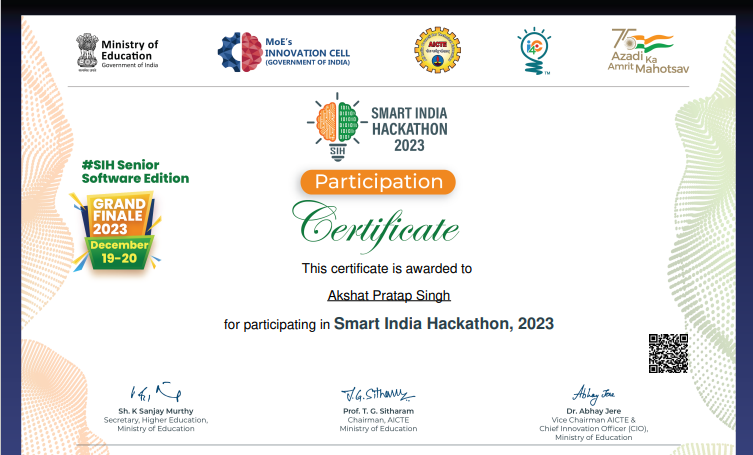 Ministry of
Education
Government of India
MoE's
INNOVATION CELL
(GOVERNMENT OF INDIA)
AICTE
TM
75
Azadi Ka
Amrit Mahotsav
SMART INDIA
HACKATHON
2023
SIH
#SIH Senior
Software Edition
GRAND
FINALE
2023
December
19-20
Participation
Certificate
This certificate is awarded to
Akshat Pratap Singh
for participating in Smart India Hackathon, 2023
Sh. K Sanjay Murthy
Secretary, Higher Education,
Ministry of Education
Prof. T. G. Sitharam
Chairman, AICTE
Ministry of Education
Dr. Abhay Jere
Vice Chairman AICTE &
Chief Innovation Officer (CIO),
Ministry of Education